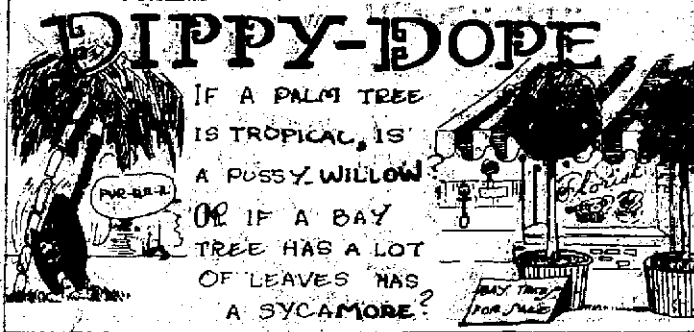 DIPPY-DOPE
IF A PALM TREE
IS TROPICAL, IS
A PUSSY-WILLOW?
OR IF A BAY
TREE HAS A LOT
OF LEAVES HAS
A SYCAMORE?
PUR-R-R-R
Florist
BAY TREES
FOR SALE